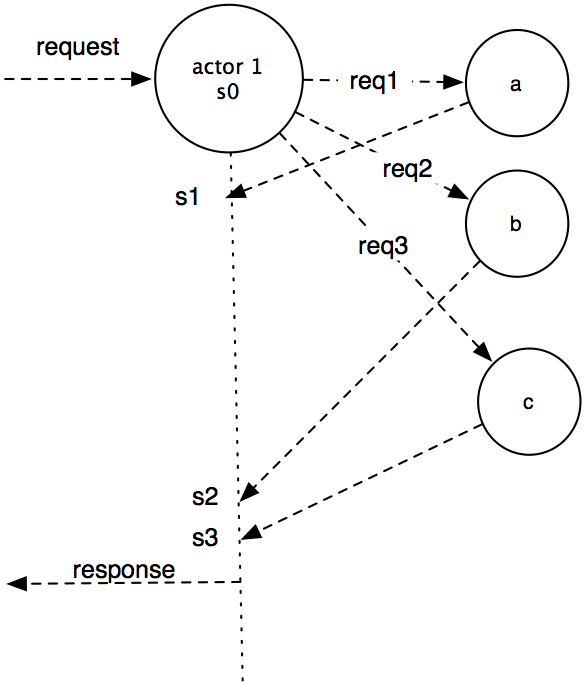 request
actor 1
s0
req1
a
req2
s1
b
req3
c
s2
s3
response